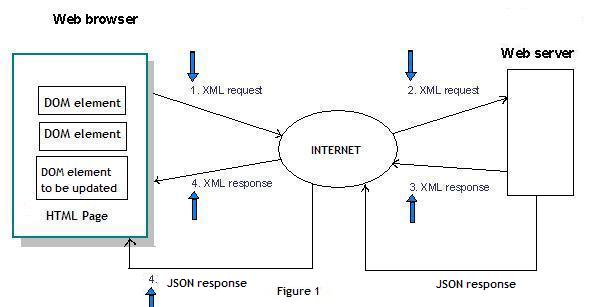 Web browser
Web server
1. XML request
2. XML request
DOM element
DOM element
DOM element
to be updated
HTML Page
INTERNET
4. XML response
3. XML response
4. JSON response
Figure 1
JSON response